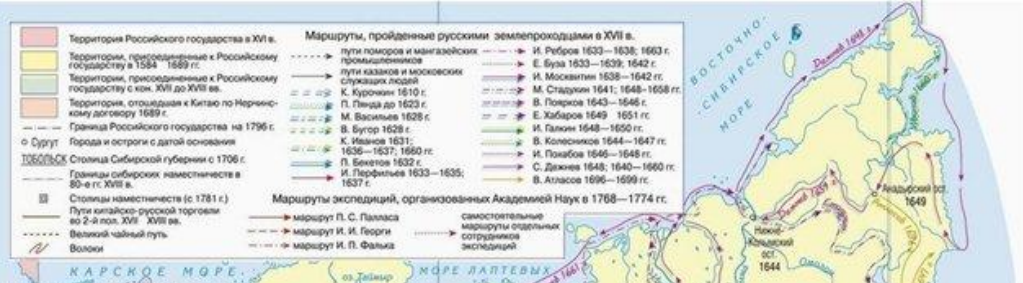 Территория Российского государства в XVI в.
Территории, присоединенные к Российскому
государству в 1584 1689 гг.
Территории, присоединенные к Российскому
государству с кон. XVII до XVIII вв.
Территория, отошедшая к Китаю по Нерчинс-
кому договору 1689 г.
Граница Российского государства на 1796 г.
Сургут Города и остроги с датой основания
ТОБОЛЬСК Столица Сибирской губернии с 1706 г.
Границы сибирских наместничеств в
80-е гг. XVIII в.
Столицы наместничеств (с 1781 г.)
Пути китайско-русской торговли
во 2-й пол. XVII XVIII вв.
Великий чайный путь
Волоки
Маршруты, пройденные русскими землепроходцами в XVII в.
пути поморов и мангазейских
промышленников
пути казаков и московских
служащих людей
К. Курочкин 1610 г.
П. Пянда до 1623 г.
М. Васильев 1628 г.
В. Бугор 1628 г.
К. Иванов 1631;
1636–1637; 1660 гг.
П. Бекетов 1632 г.
И. Перфильев 1633–1635;
1637 г.
И. Ребров 1633–1638; 1663 г.
Е. Буза 1633–1639; 1642 г.
И. Москвитин 1638–1642 гг.
М. Стадухин 1641; 1648–1658 гг.
В. Поярков 1643–1646 г.
Е. Хабаров 1649 1651 г.
И. Галкин 1648–1650 гг.
В. Колесников 1644–1647 гг.
И. Похабов 1646–1648 гг.
С. Дежнев 1648; 1640–1660 гг.
В. Атласов 1696–1699 гг.
Маршруты экспедиций, организованных Академией Наук в 1768–1774 гг.
маршрут П. С. Палласа
маршрут И. И. Георги
маршрут И. П. Фалька
самостоятельные
маршруты отдельных
сотрудников
экспедиций
ВОСТОЧНО-
СИБИРСКОЕ
МОРЕ
Дежнев 1648 г.
Анадырский ост.
1649
Нижне-
Колымский
ост.
1644
Омолон
КАРСКОЕ МОРЕ
оз. Таймыр
МОРЕ ЛАПТЕВЫХ